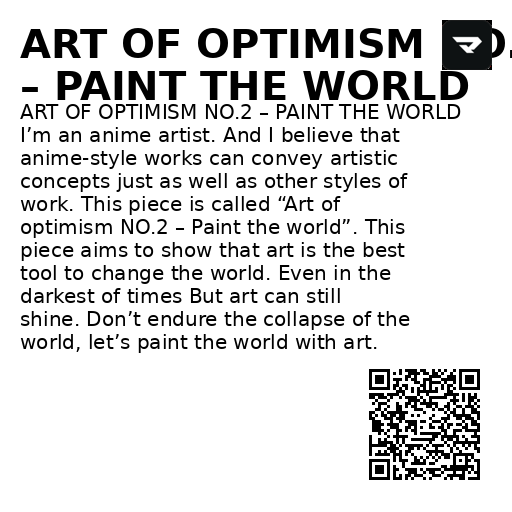 ART OF OPTIMISM NO.
– PAINT THE WORLD
ART OF OPTIMISM NO.2 – PAINT THE WORLD
I’m an anime artist. And I believe that
anime-style works can convey artistic
concepts just as well as other styles of
work. This piece is called “Art of
optimism NO.2 – Paint the world”. This
piece aims to show that art is the best
tool to change the world. Even in the
darkest of times But art can still
shine. Don’t endure the collapse of the
world, let’s paint the world with art.